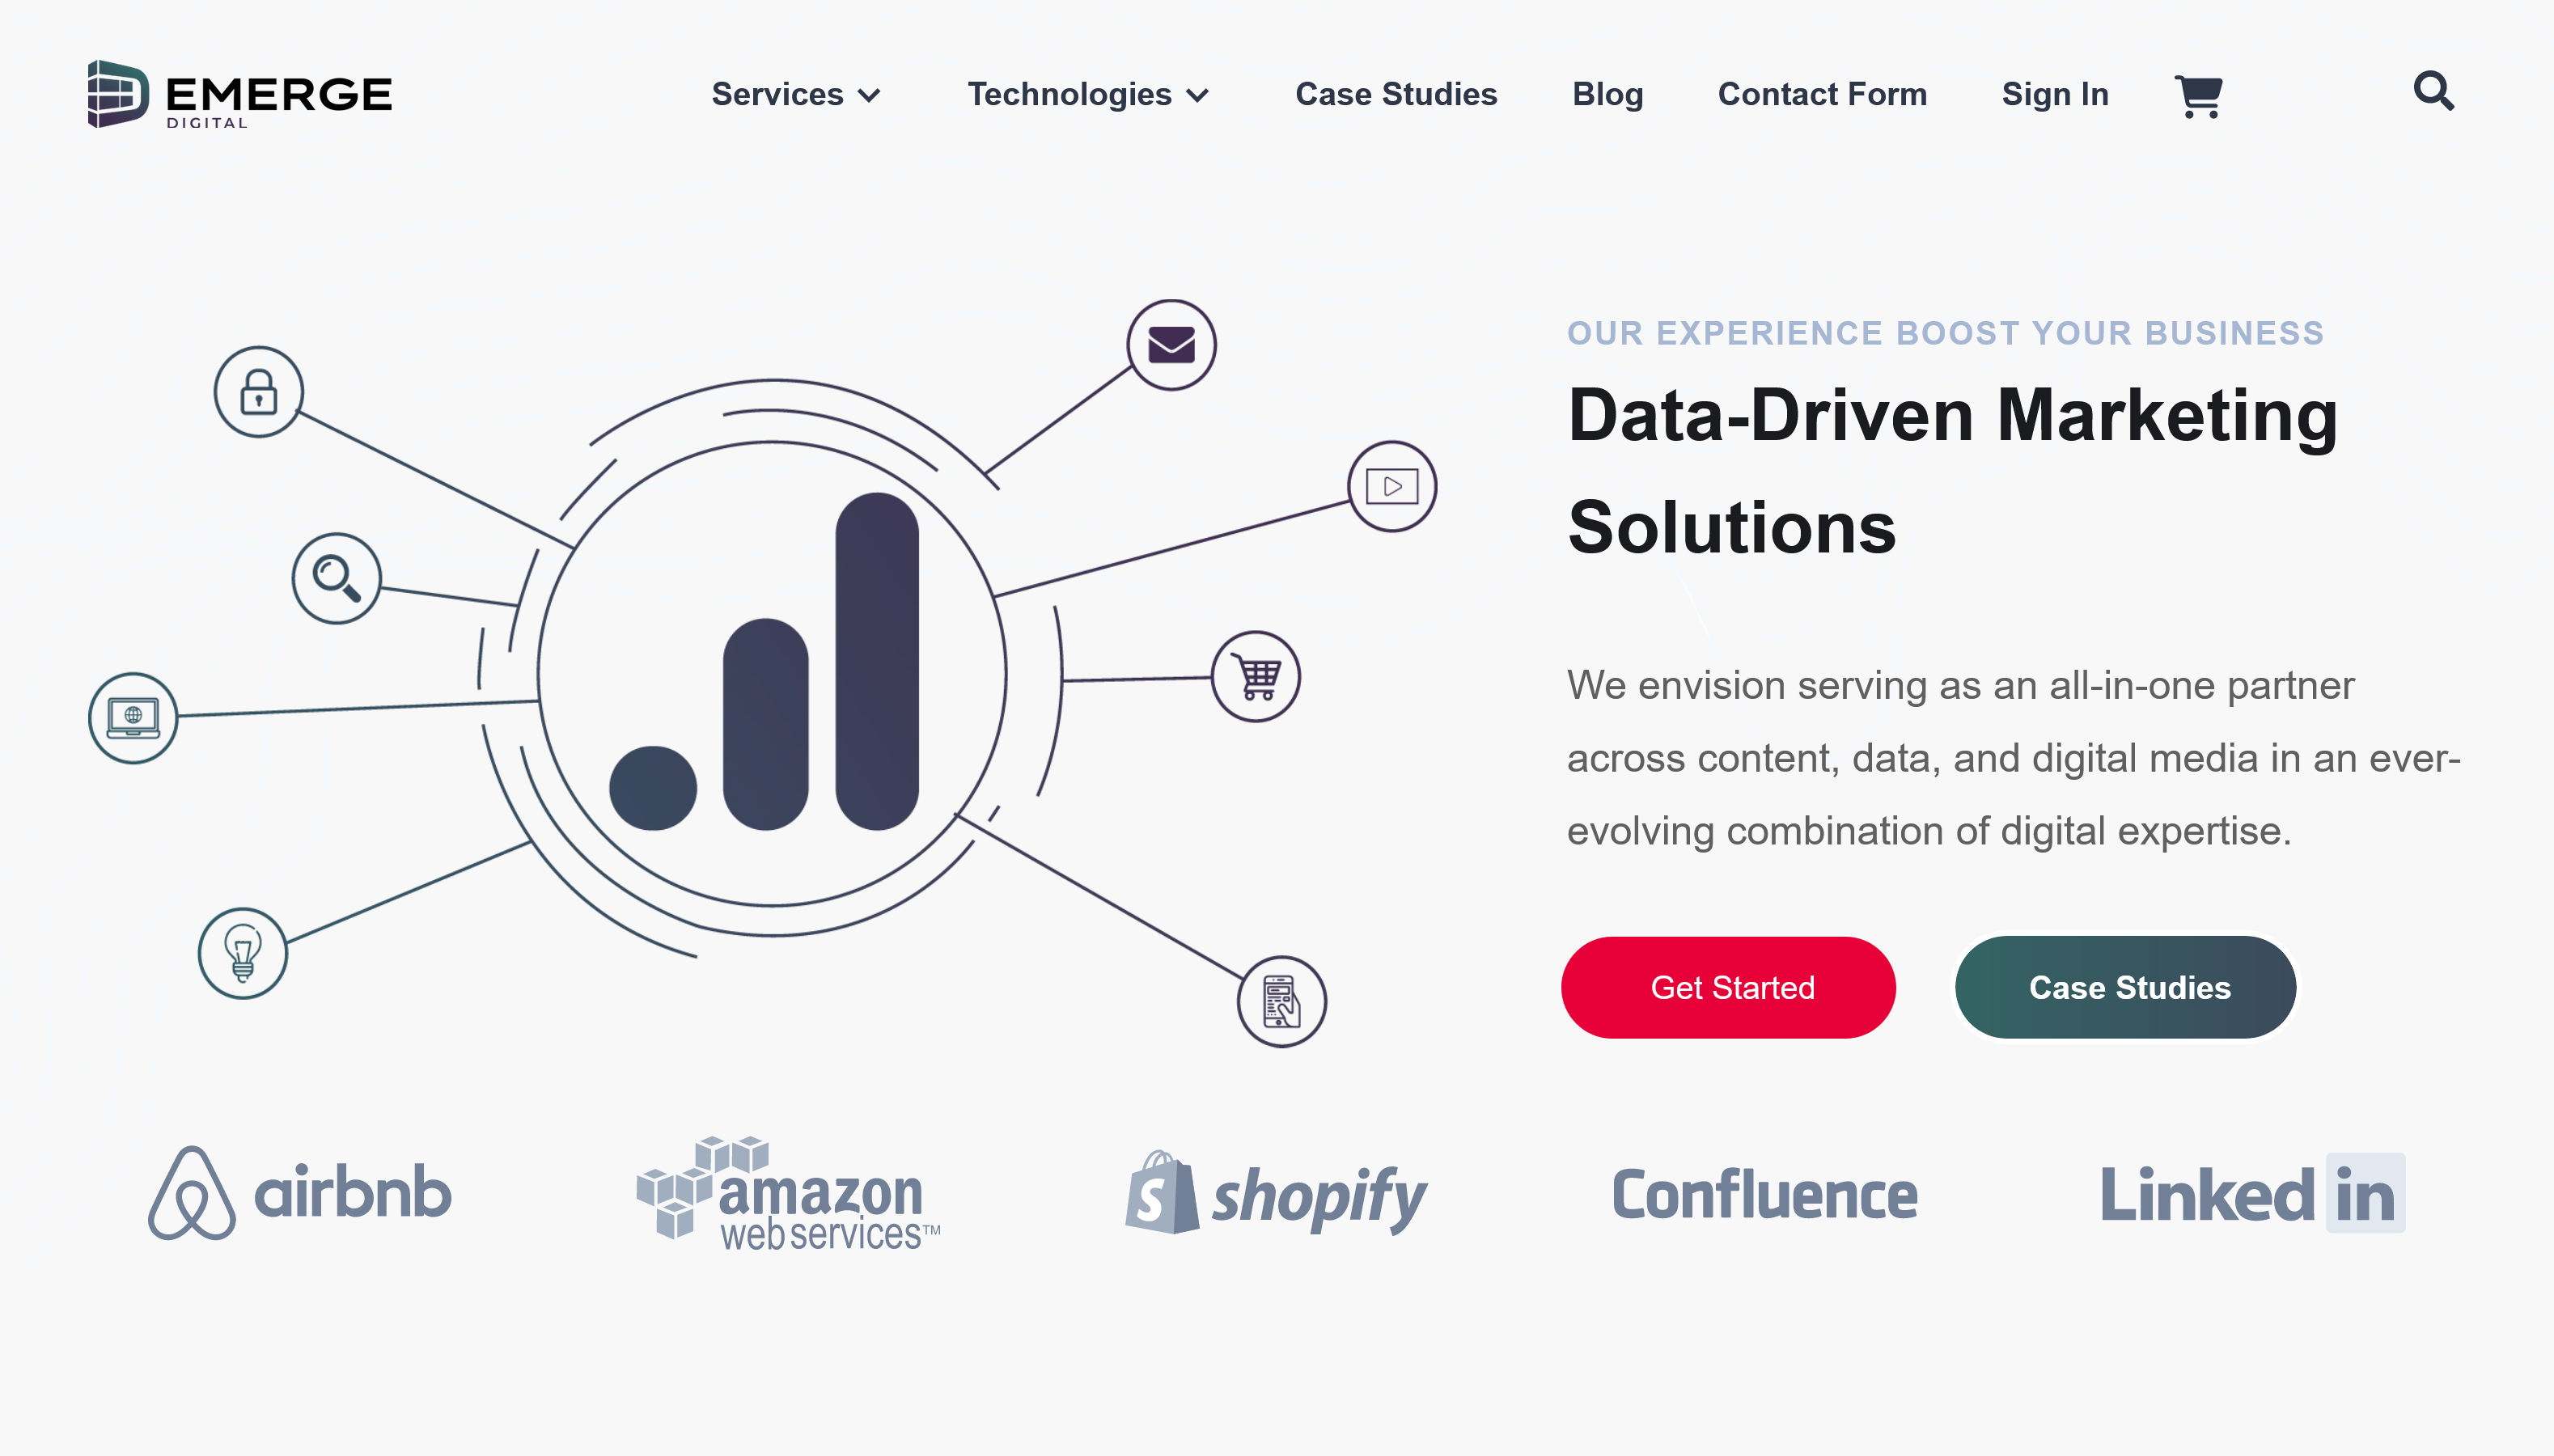 EMERGE
DIGITAL
Services
Technologies
Case Studies
Blog
Contact Form
Sign In
OUR EXPERIENCE BOOST YOUR BUSINESS
Data-Driven Marketing
Solutions
We envision serving as an all-in-one partner
across content, data, and digital media in an ever-
evolving combination of digital expertise.
Get Started
Case Studies
airbnb
amazon
web services™
shopify
Confluence
Linked in